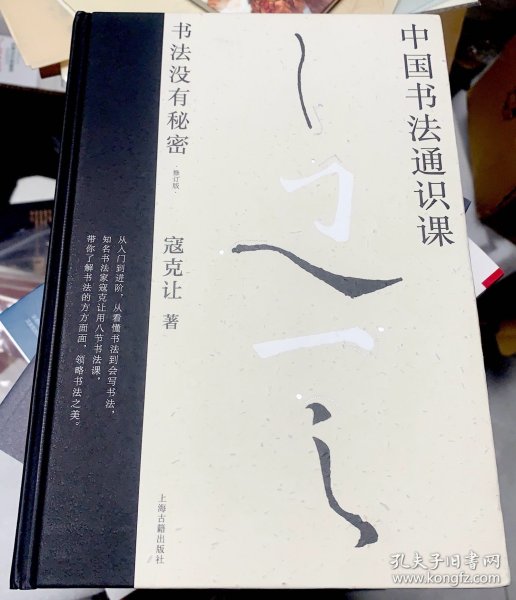 中国书法通识课
书法没有秘密
·修订版
寇克让 著
从入门到进阶，从看懂书法到会写书法，
知名书法家寇克让用八节书法课，
带你了解书法的方方面面，领略书法之美。
上海古籍出版社
孔夫子旧书网
www.kongfz.com